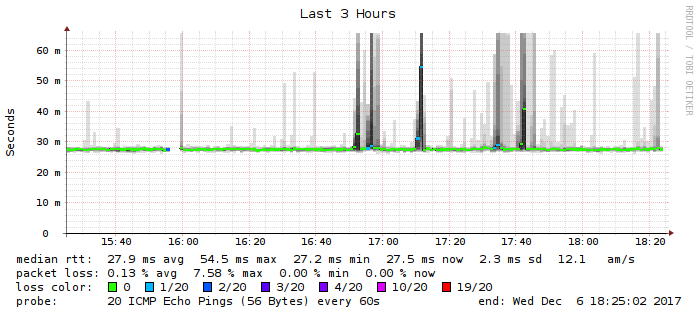 Last 3 Hours
RRDTOOL / TOBI OETIKER
Seconds
60 m
50 m
40 m
30 m
20 m
10 m
0
15:40 16:00 16:20 16:40 17:00 17:20 17:40 18:00 18:20
median rtt: 27.9 ms avg 54.5 ms max 27.2 ms min 27.5 ms now 2.3 ms sd 12.1 am/s
packet loss: 0.13 % avg 7.58 % max 0.00 % min 0.00 % now
loss color: 0 1/20 2/20 3/20 4/20 10/20 19/20
probe: 20 ICMP Echo Pings (56 Bytes) every 60s end: Wed Dec 6 18:25:02 2017